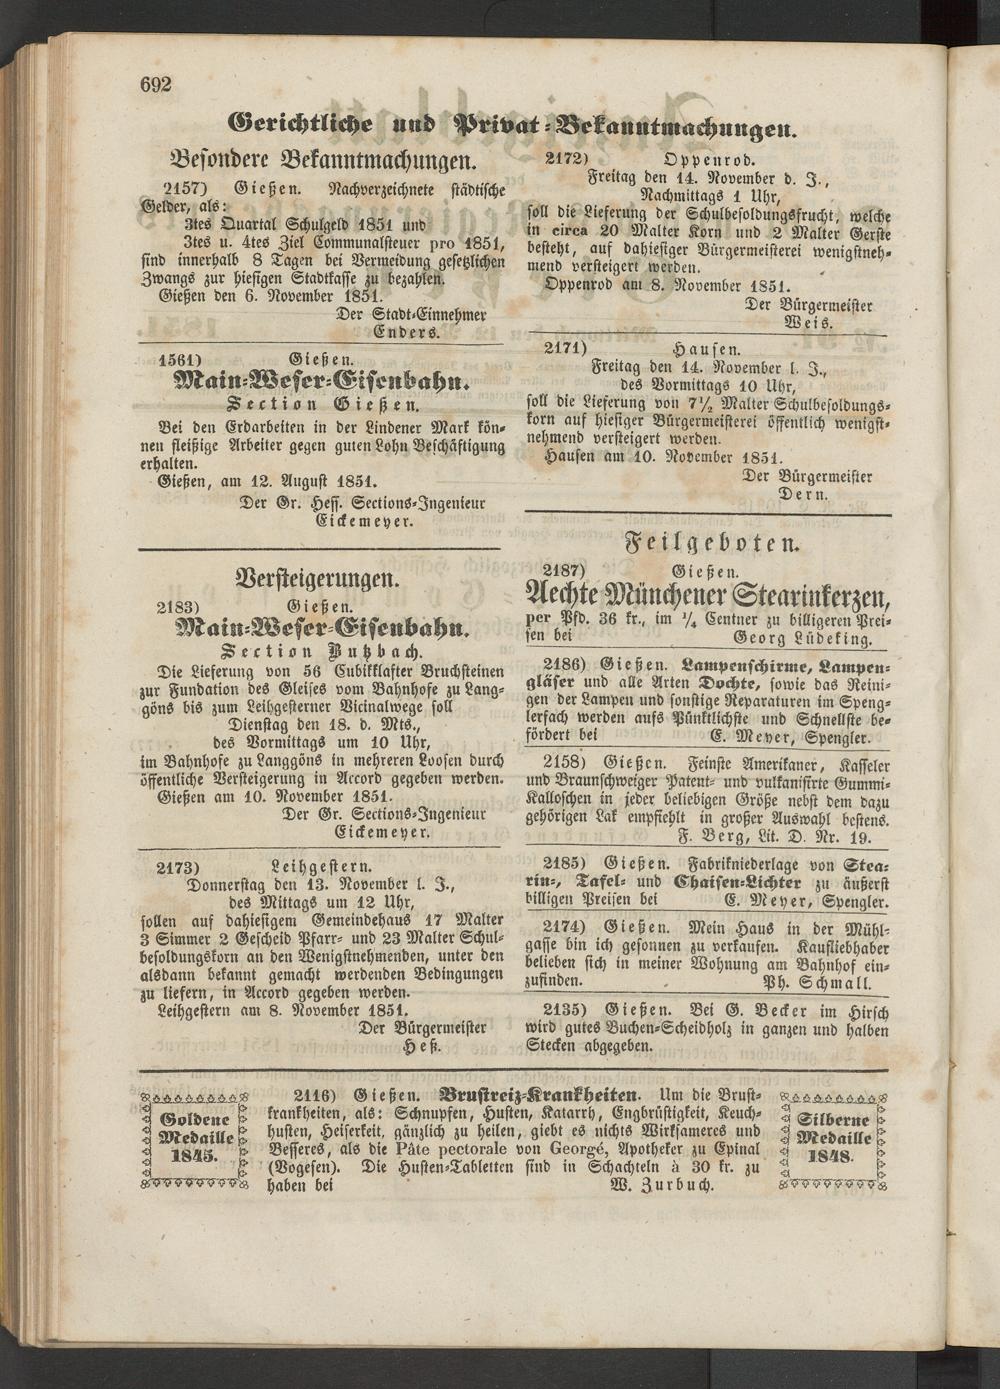 692
Gerichtliche und Privat-Bekanntmachungen.
Besondere Bekanntmachungen.
2157) Gießen. Nachverzeichnete städtische
Gelder, als:
3tes Quartal Schulgeld 1851 und
3tes u. 4tes Ziel Communalsteuer pro 1851,
sind innerhalb 8 Tagen bei Vermeidung gesetzlichen
Zwangs zur hiesigen Stadtkasse zu bezahlen.
Gießen den 6. November 1851.
Der Stadt-Einnehmer
Enders.
1561) Gießen.
Main-Weser-Eisenbahn.
Section Gießen.
Bei den Erdarbeiten in der Lindener Mark kön-
nen fleißige Arbeiter gegen guten Lohn Beschäftigung
erhalten.
Gießen, am 12. August 1851.
Der Gr. Hess. Sections-Ingenieur
Eickemeyer.
Versteigerungen.
2183) Gießen.
Main-Weser-Eisenbahn.
Section Butzbach.
Die Lieferung von 56 Cubikklafter Bruchsteinen
zur Fundation des Gleises vom Bahnhofe zu Lang-
göns bis zum Leihgesterner Vicinalwege soll
Dienstag den 18. d. Mts.,
des Vormittags um 10 Uhr,
im Bahnhofe zu Langgöns in mehreren Loosen durch
öffentliche Versteigerung in Accord gegeben werden.
Gießen am 10. November 1851.
Der Gr. Sections-Ingenieur
Eickemeyer.
2173) Leihgestern.
Donnerstag den 13. November l. J.,
des Mittags um 12 Uhr,
sollen auf dahiesigem Gemeindehaus 17 Malter
3 Simmer 2 Gescheid Pfarr- und 23 Malter Schul-
besoldungskorn an den Wenigstnehmenden, unter den
alsdann bekannt gemacht werdenden Bedingungen
zu liefern, in Accord gegeben werden.
Leihgestern am 8. November 1851.
Der Bürgermeister
Heß.
2172) Oppenrod.
Freitag den 14. November d. J.,
Nachmittags 1 Uhr,
soll die Lieferung der Schulbesoldungsfrucht, welche
in circa 20 Malter Korn und 2 Malter Gerste
besteht, auf dahiesiger Bürgermeisterei wenigstneh-
mend versteigert werden.
Oppenrod am 8. November 1851.
Der Bürgermeister
Weis.
2171) Hausen.
Freitag den 14. November l. J.,
des Vormittags 10 Uhr,
soll die Lieferung von 7½ Malter Schulbesoldungs-
korn auf hiesiger Bürgermeisterei öffentlich wenigst-
nehmend versteigert werden.
Hausen am 10. November 1851.
Der Bürgermeister
Dern.
Feilgeboten.
2187) Gießen.
Aechte Münchener Stearinkerzen,
per Pfd. 36 kr., im ¼ Centner zu billigeren Prei-
sen bei Georg Lüdeking.
2186) Gießen. Lampenschirme, Lampen-
gläser und alle Arten Dochte, sowie das Reini-
gen der Lampen und sonstige Reparaturen im Speng-
lerfach werden aufs Pünktlichste und Schnellste be-
fördert bei E. Meyer, Spengler.
2158) Gießen. Feinste Amerikaner, Kasseler
und Braunschweiger Patent- und vulkanisirte Gummi-
Kalloschen in jeder beliebigen Größe nebst dem dazu
gehörigen Lak empfiehlt in großer Auswahl bestens.
F. Berg, Lit. D. Nr. 19.
2185) Gießen. Fabrikniederlage von Stea-
rin-, Tafel- und Chaisen-Lichter zu äußerst
billigen Preisen bei E. Meyer, Spengler.
2174) Gießen. Mein Haus in der Mühl-
gasse bin ich gesonnen zu verkaufen. Kaufliebhaber
belieben sich in meiner Wohnung am Bahnhof ein-
zufinden. Ph. Schmall.
2135) Gießen. Bei G. Becker im Hirsch
wird gutes Buchen-Scheidholz in ganzen und halben
Stecken abgegeben.
Goldene
Medaille
1845.
2116) Gießen. Brustreiz-Krankheiten. Um die Brust-
krankheiten, als: Schnupfen, Husten, Katarrh, Engbrüstigkeit, Keuch-
husten, Heiserkeit, gänzlich zu heilen, giebt es nichts Wirksameres und
Besseres, als die Pâte pectorale von Georgé, Apotheker zu Epinal
(Vogesen). Die Husten-Tabletten sind in Schachteln à 30 kr. zu
haben bei W. Zurbuch.
Silberne
Medaille
1848.